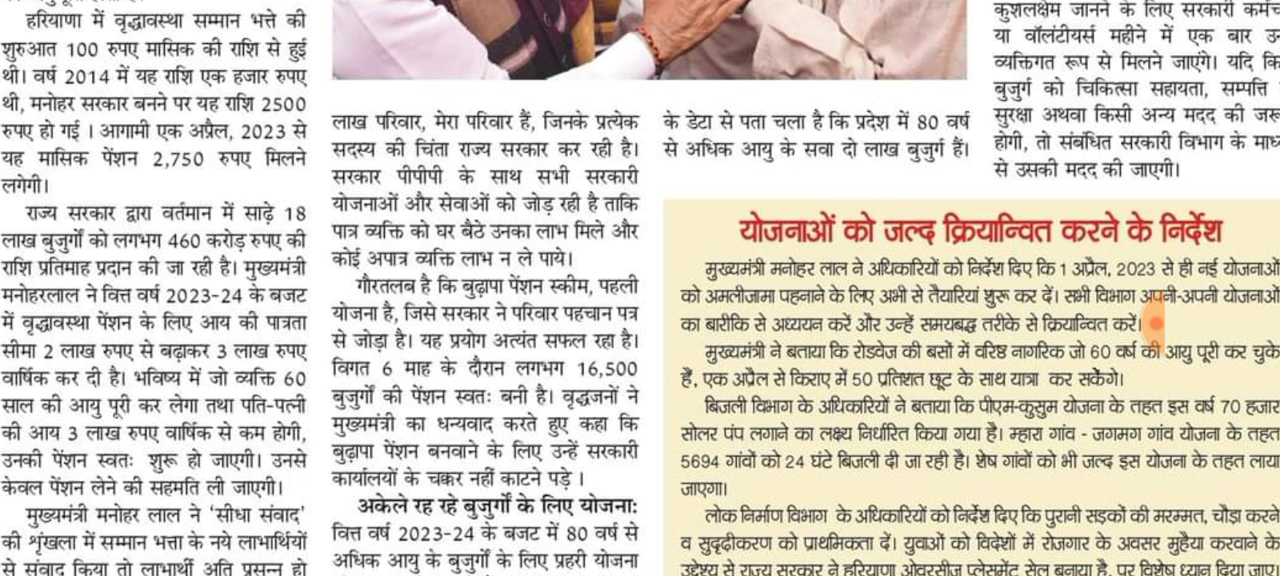 हरियाणा में वृद्धावस्था सम्मान भत्ते की
शुरुआत 100 रुपए मासिक की राशि से हुई
थी। वर्ष 2014 में यह राशि एक हजार रुपए
थी, मनोहर सरकार बनने पर यह राशि 2500
रुपए हो गई । आगामी एक अप्रैल, 2023 से
यह मासिक पेंशन 2,750 रुपए मिलने
लगेगी।
राज्य सरकार द्वारा वर्तमान में साढ़े 18
लाख बुजुर्गों को लगभग 460 करोड़ रुपए की
राशि प्रतिमाह प्रदान की जा रही है। मुख्यमंत्री
मनोहरलाल ने वित्त वर्ष 2023-24 के बजट
में वृद्धावस्था पेंशन के लिए आय की पात्रता
सीमा 2 लाख रुपए से बढ़ाकर 3 लाख रुपए
वार्षिक कर दी है। भविष्य में जो व्यक्ति 60
साल की आयु पूरी कर लेगा तथा पति-पत्नी
की आय 3 लाख रुपए वार्षिक से कम होगी,
उनकी पेंशन स्वतः शुरू हो जाएगी। उनसे
केवल पेंशन लेने की सहमति ली जाएगी।
मुख्यमंत्री मनोहर लाल ने ‘सीधा संवाद’
की शृंखला में सम्मान भत्ता के नये लाभार्थियों
से संवाद किया तो लाभार्थी अति प्रसन्न हो
लाख परिवार, मेरा परिवार हैं, जिनके प्रत्येक
सदस्य की चिंता राज्य सरकार कर रही है।
सरकार पीपीपी के साथ सभी सरकारी
योजनाओं और सेवाओं को जोड़ रही है ताकि
पात्र व्यक्ति को घर बैठे उनका लाभ मिले और
कोई अपात्र व्यक्ति लाभ न ले पाये।
गौरतलब है कि बुढ़ापा पेंशन स्कीम, पहली
योजना है, जिसे सरकार ने परिवार पहचान पत्र
से जोड़ा है। यह प्रयोग अत्यंत सफल रहा है।
विगत 6 माह के दौरान लगभग 16,500
बुजुर्गों की पेंशन स्वतः बनी है। वृद्धजनों ने
मुख्यमंत्री का धन्यवाद करते हुए कहा कि
बुढ़ापा पेंशन बनवाने के लिए उन्हें सरकारी
कार्यालयों के चक्कर नहीं काटने पड़े ।
अकेले रह रहे बुजुर्गों के लिए योजना:
वित्त वर्ष 2023-24 के बजट में 80 वर्ष से
अधिक आयु के बुजुर्गों के लिए प्रहरी योजना
के डेटा से पता चला है कि प्रदेश में 80 वर्ष
से अधिक आयु के सवा दो लाख बुजुर्ग हैं।
कुशलक्षेम जानने के लिए सरकारी
या वॉलंटीयर्स महीने में एक बार
व्यक्तिगत रूप से मिलने जाएंगे। यदि
बुजुर्ग को चिकित्सा सहायता, सम्पत्ति
सुरक्षा अथवा किसी अन्य मदद की
होगी, तो संबंधित सरकारी विभाग के
से उसकी मदद की जाएगी।
योजनाओं को जल्द क्रियान्वित करने के निर्देश
मुख्यमंत्री मनोहर लाल ने अधिकारियों को निर्देश दिए कि 1 अप्रैल, 2023 से ही नई योजनाओं
को अमलीजामा पहनाने के लिए अभी से तैयारियां शुरू कर दें। सभी विभाग अपनी-अपनी योजनाओं
का बारीकि से अध्ययन करें और उन्हें समयबद्ध तरीके से क्रियान्वित करें।
मुख्यमंत्री ने बताया कि रोडवेज की बसों में वरिष्ठ नागरिक जो 60 वर्ष की आयु पूरी कर चुके
हैं, एक अप्रैल से किराए में 50 प्रतिशत छूट के साथ यात्रा कर सकेंगे।
बिजली विभाग के अधिकारियों ने बताया कि पीएम-कुसुम योजना के तहत इस वर्ष 70 हजार
सोलर पंप लगाने का लक्ष्य निर्धारित किया गया है। म्हारा गांव - जगमग गांव योजना के तहत
5694 गांवों को 24 घंटे बिजली दी जा रही है। शेष गांवों को भी जल्द इस योजना के तहत लाया
जाएगा।
लोक निर्माण विभाग के अधिकारियों को निर्देश दिए कि पुरानी सड़कों की मरम्मत, चौड़ा करने
व सुदृढ़ीकरण को प्राथमिकता दें। युवाओं को विदेशों में रोजगार के अवसर मुहैया करवाने के
उद्देश्य से राज्य सरकार ने हरियाणा ओवरसीज प्लेसमेंट सेल बनाया है, पर विशेष ध्यान दिया जाए।